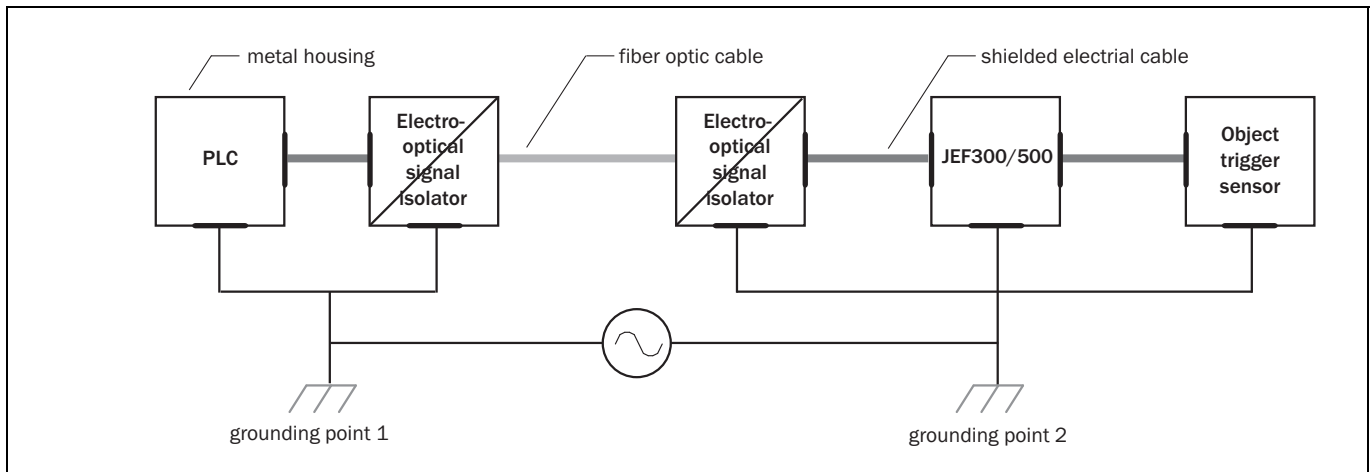 metal housing
fiber optic cable
shielded electrial cable
PLC
Electro-
optical
signal
isolator
Electro-
optical
signal
isolator
JEF300/500
Object
trigger
sensor
grounding point 1
grounding point 2